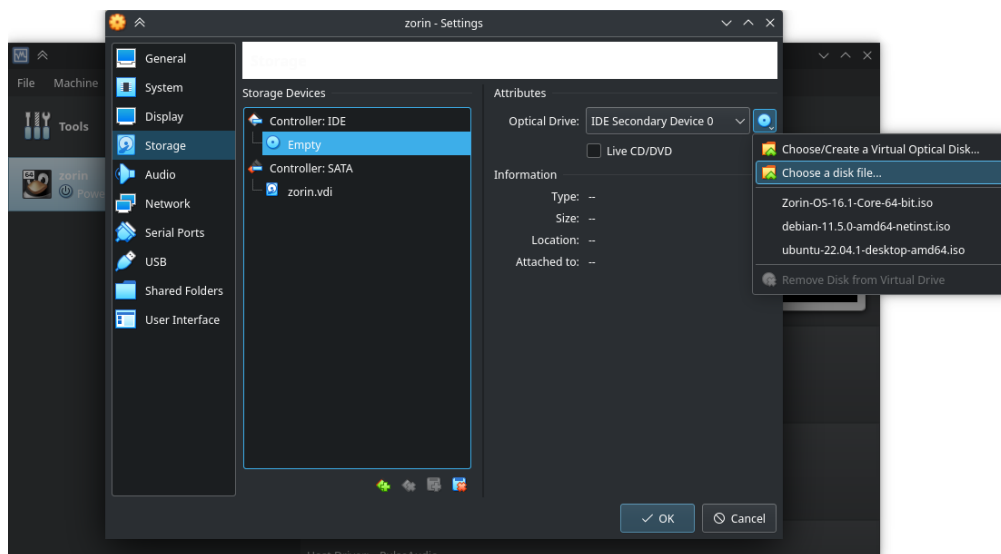 zorin - Settings
File Machine
Tools
zorin
General
System
Display
Storage
Audio
Network
Serial Ports
USB
Shared Folders
User Interface
Storage Devices
Controller: IDE
Empty
Controller: SATA
zorin.vdi
Attributes
Optical Drive: IDE Secondary Device 0
Live CD/DVD
Information
Type: --
Size: --
Location: --
Attached to: --
Choose/Create a Virtual Optical Disk...
Choose a disk file...
Zorin-OS-16.1-Core-64-bit.iso
debian-11.5.0-amd64-netinst.iso
ubuntu-22.04.1-desktop-amd64.iso
Remove Disk from Virtual Drive
OK
Cancel